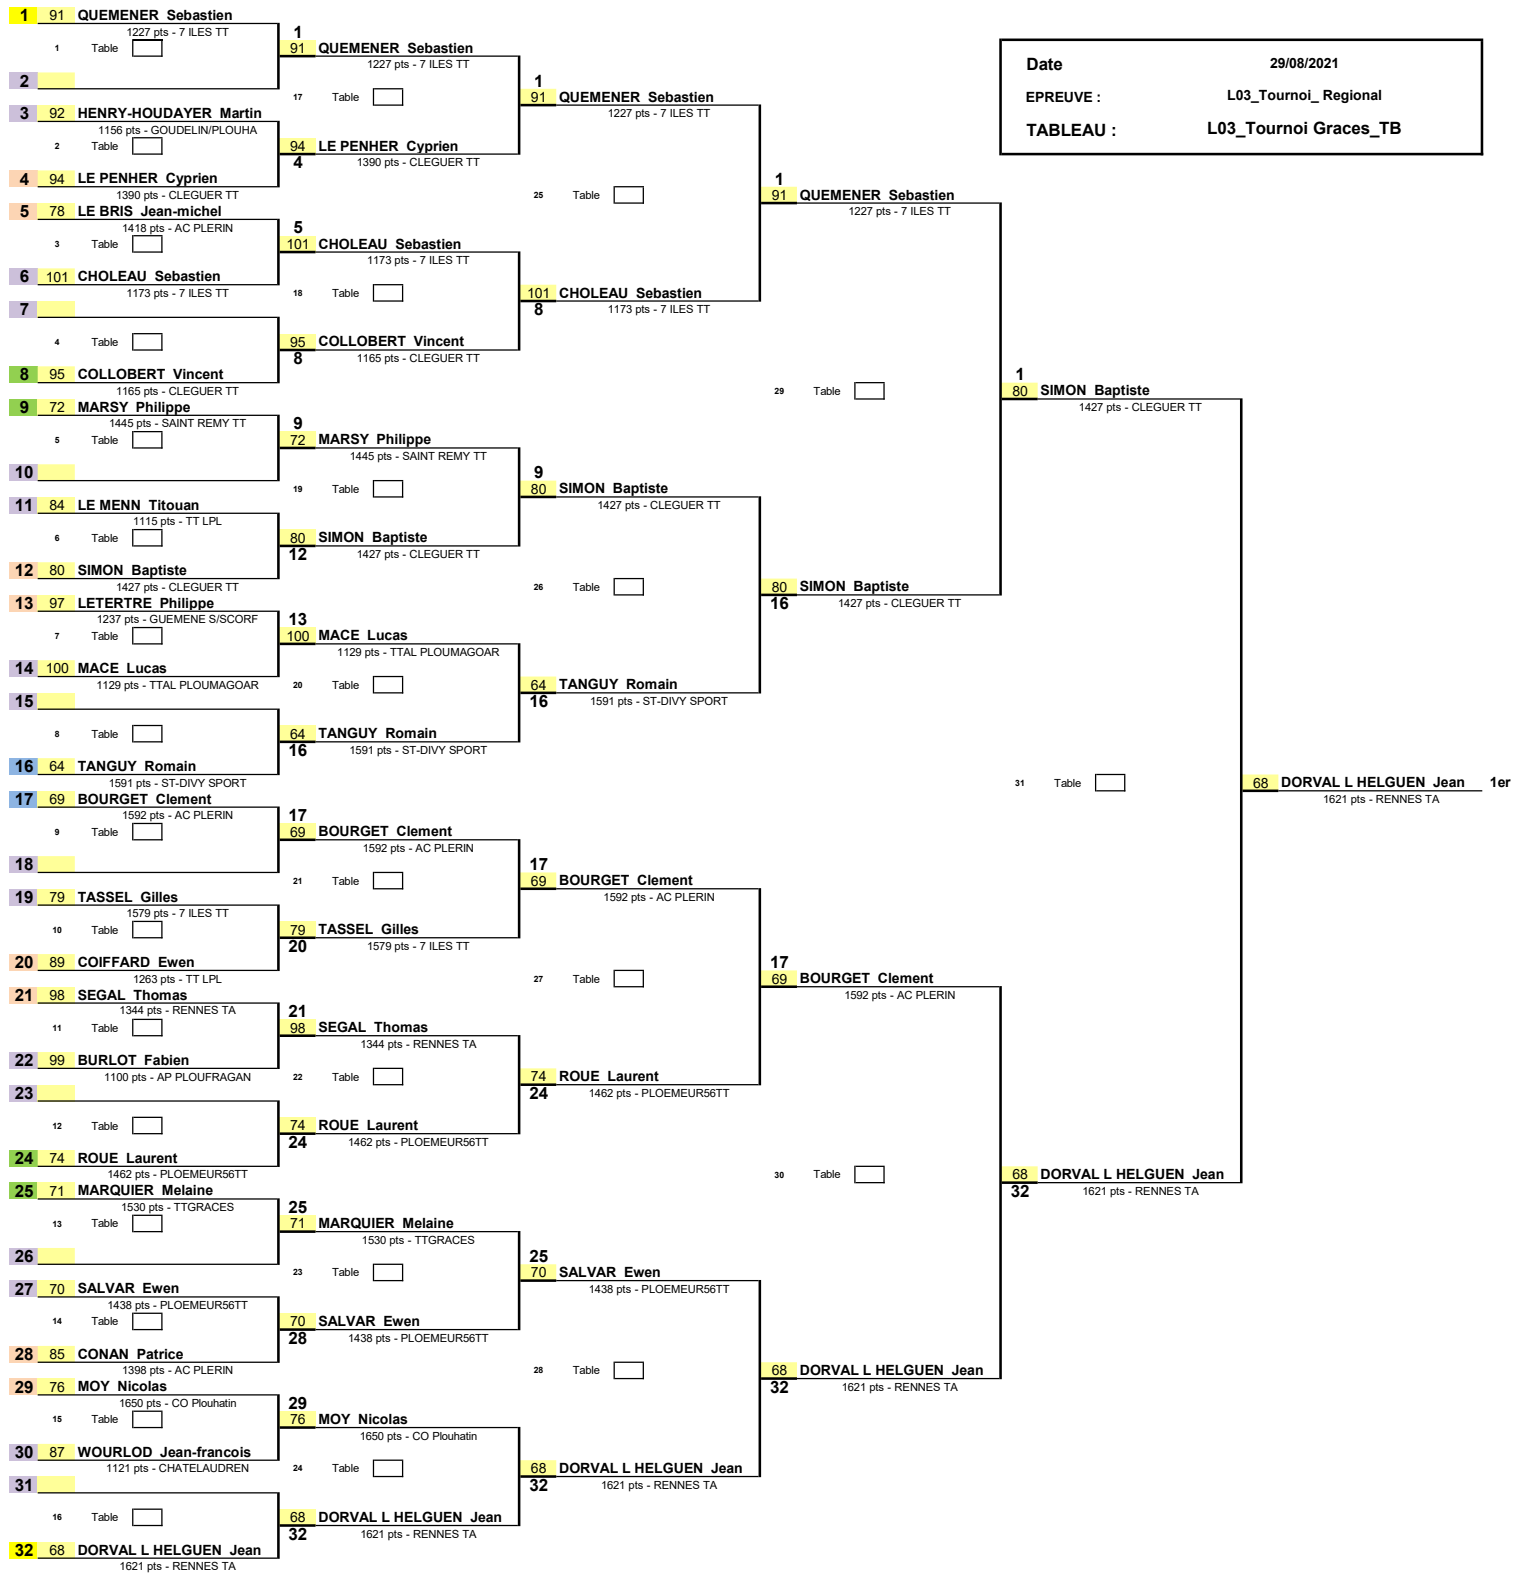 Date 29/08/2021
EPREUVE : L03_Tournoi_ Regional
TABLEAU : L03_Tournoi Graces_TB
1 91 QUEMENER Sebastien
1227 pts - 7 ILES TT
1 Table
2
3 92 HENRY-HOUDAYER Martin
1156 pts - GOUDELIN/PLOUHA
2 Table
4 94 LE PENHER Cyprien
1390 pts - CLEGUER TT
5 78 LE BRIS Jean-michel
1418 pts - AC PLERIN
3 Table
6 101 CHOLEAU Sebastien
1173 pts - 7 ILES TT
7
4 Table
8 95 COLLOBERT Vincent
1165 pts - CLEGUER TT
9 72 MARSY Philippe
1445 pts - SAINT REMY TT
5 Table
10
11 84 LE MENN Titouan
1115 pts - TT LPL
6 Table
12 80 SIMON Baptiste
1427 pts - CLEGUER TT
13 97 LETERTRE Philippe
1237 pts - GUEMENE S/SCORF
7 Table
14 100 MACE Lucas
1129 pts - TTAL PLOUMAGOAR
15
8 Table
16 64 TANGUY Romain
1591 pts - ST-DIVY SPORT
17 69 BOURGET Clement
1592 pts - AC PLERIN
9 Table
18
19 79 TASSEL Gilles
1579 pts - 7 ILES TT
10 Table
20 89 COIFFARD Ewen
1263 pts - TT LPL
21 98 SEGAL Thomas
1344 pts - RENNES TA
11 Table
22 99 BURLOT Fabien
1100 pts - AP PLOUFRAGAN
23
12 Table
24 74 ROUE Laurent
1462 pts - PLOEMEUR56TT
25 71 MARQUIER Melaine
1530 pts - TTGRACES
13 Table
26
27 70 SALVAR Ewen
1438 pts - PLOEMEUR56TT
14 Table
28 85 CONAN Patrice
1398 pts - AC PLERIN
29 76 MOY Nicolas
1650 pts - CO Plouhatin
15 Table
30 87 WOURLOD Jean-francois
1121 pts - CHATELAUDREN
31
16 Table
32 68 DORVAL L HELGUEN Jean
1621 pts - RENNES TA
1
91 QUEMENER Sebastien
1227 pts - 7 ILES TT
17 Table
94 LE PENHER Cyprien
4 1390 pts - CLEGUER TT
5
101 CHOLEAU Sebastien
1173 pts - 7 ILES TT
18 Table
95 COLLOBERT Vincent
8 1165 pts - CLEGUER TT
9
72 MARSY Philippe
1445 pts - SAINT REMY TT
19 Table
80 SIMON Baptiste
12 1427 pts - CLEGUER TT
13
100 MACE Lucas
1129 pts - TTAL PLOUMAGOAR
20 Table
64 TANGUY Romain
16 1591 pts - ST-DIVY SPORT
17
69 BOURGET Clement
1592 pts - AC PLERIN
21 Table
79 TASSEL Gilles
20 1579 pts - 7 ILES TT
21
98 SEGAL Thomas
1344 pts - RENNES TA
22 Table
74 ROUE Laurent
24 1462 pts - PLOEMEUR56TT
25
71 MARQUIER Melaine
1530 pts - TTGRACES
23 Table
70 SALVAR Ewen
28 1438 pts - PLOEMEUR56TT
29
76 MOY Nicolas
1650 pts - CO Plouhatin
24 Table
68 DORVAL L HELGUEN Jean
32 1621 pts - RENNES TA
1
91 QUEMENER Sebastien
1227 pts - 7 ILES TT
25 Table
101 CHOLEAU Sebastien
8 1173 pts - 7 ILES TT
9
80 SIMON Baptiste
1427 pts - CLEGUER TT
26 Table
64 TANGUY Romain
16 1591 pts - ST-DIVY SPORT
17
69 BOURGET Clement
1592 pts - AC PLERIN
27 Table
74 ROUE Laurent
24 1462 pts - PLOEMEUR56TT
25
70 SALVAR Ewen
1438 pts - PLOEMEUR56TT
28 Table
68 DORVAL L HELGUEN Jean
32 1621 pts - RENNES TA
1
91 QUEMENER Sebastien
1227 pts - 7 ILES TT
29 Table
80 SIMON Baptiste
16 1427 pts - CLEGUER TT
17
69 BOURGET Clement
1592 pts - AC PLERIN
30 Table
68 DORVAL L HELGUEN Jean
32 1621 pts - RENNES TA
1
80 SIMON Baptiste
1427 pts - CLEGUER TT
31 Table
68 DORVAL L HELGUEN Jean
32 1621 pts - RENNES TA
68 DORVAL L HELGUEN Jean 1er
1621 pts - RENNES TA